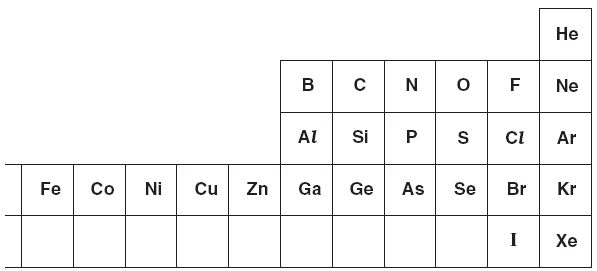 He
B C N O F Ne
Al Si P S Cl Ar
Fe Co Ni Cu Zn Ga Ge As Se Br Kr
I Xe